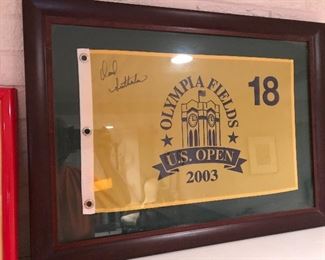 OLYMPIA FIELDS
18
U.S. OPEN
2003